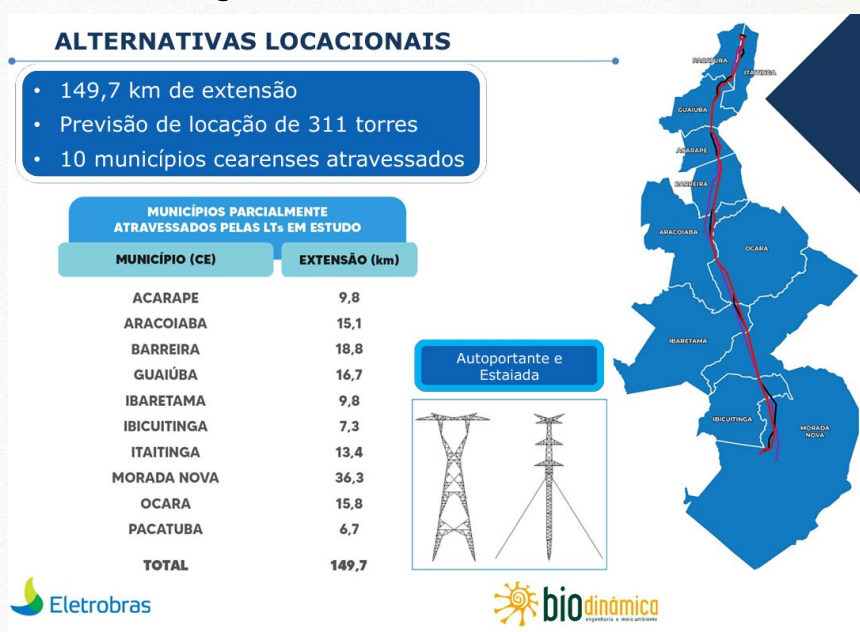 ALTERNATIVAS LOCACIONAIS
• 149,7 km de extensão
• Previsão de locação de 311 torres
• 10 municípios cearenses atravessados
MUNICÍPIOS PARCIALMENTE
ATRAVESSADOS PELAS LTs EM ESTUDO
MUNICÍPIO (CE) EXTENSÃO (km)
ACARAPE 9,8
ARACOIABA 15,1
BARREIRA 18,8
GUAIÚBA 16,7
IBARETAMA 9,8
IBICUITINGA 7,3
ITAITINGA 13,4
MORADA NOVA 36,3
OCARA 15,8
PACATUBA 6,7
TOTAL 149,7
Autoportante e
Estaiada
PACATUBA
ITAITINGA
GUAIUBA
ACARAPE
BARREIRA
ARACOIABA
OCARA
IBARETAMA
IBICUITINGA
MORADA
NOVA
Eletrobras
biodinâmica
engenharia e meio ambiente